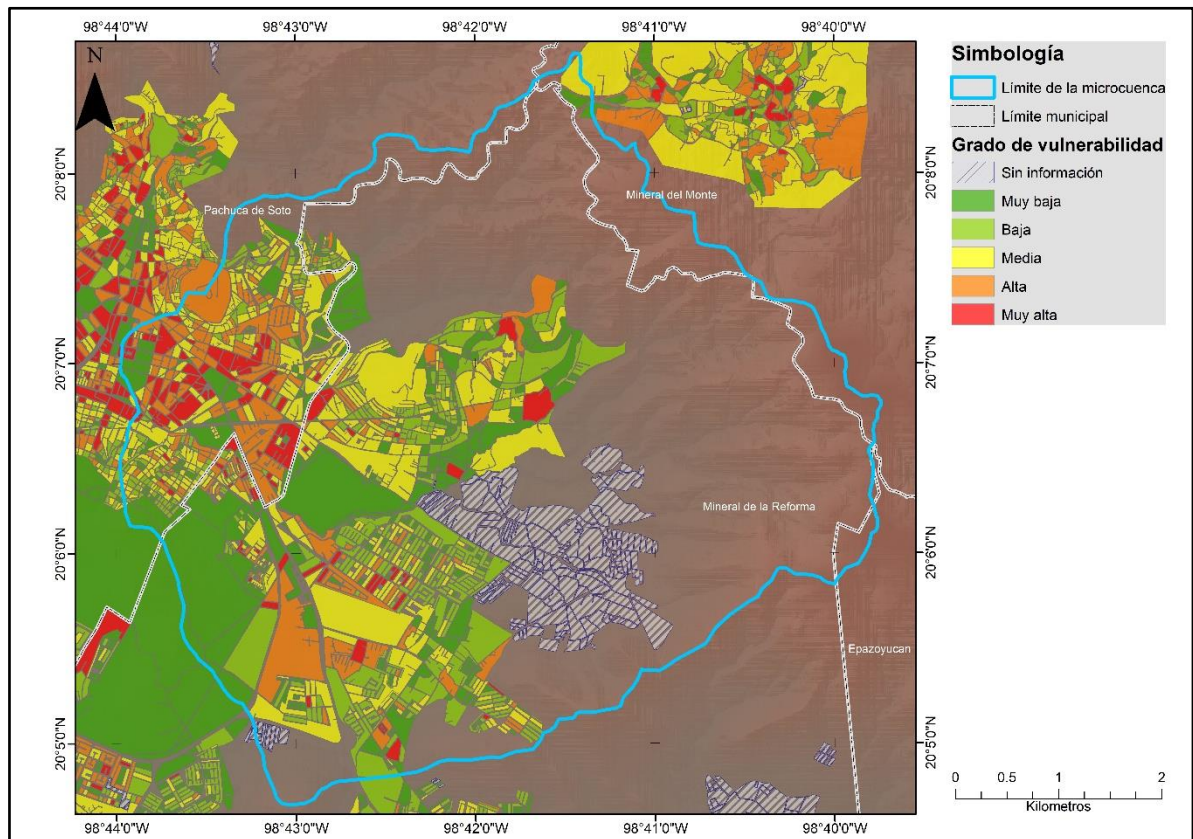 98°44'0"W 98°43'0"W 98°42'0"W 98°41'0"W 98°40'0"W
N
20°8'0"N
20°7'0"N
20°6'0"N
20°5'0"N
Pachuca de Soto
Mineral del Monte
Mineral de la Reforma
Epazoyucan
20°8'0"N
20°7'0"N
20°6'0"N
20°5'0"N
98°44'0"W 98°43'0"W 98°42'0"W 98°41'0"W 98°40'0"W
Simbología
Límite de la microcuenca
Límite municipal
Grado de vulnerabilidad
Sin información
Muy baja
Baja
Media
Alta
Muy alta
0 0.5 1 2
Kilometros